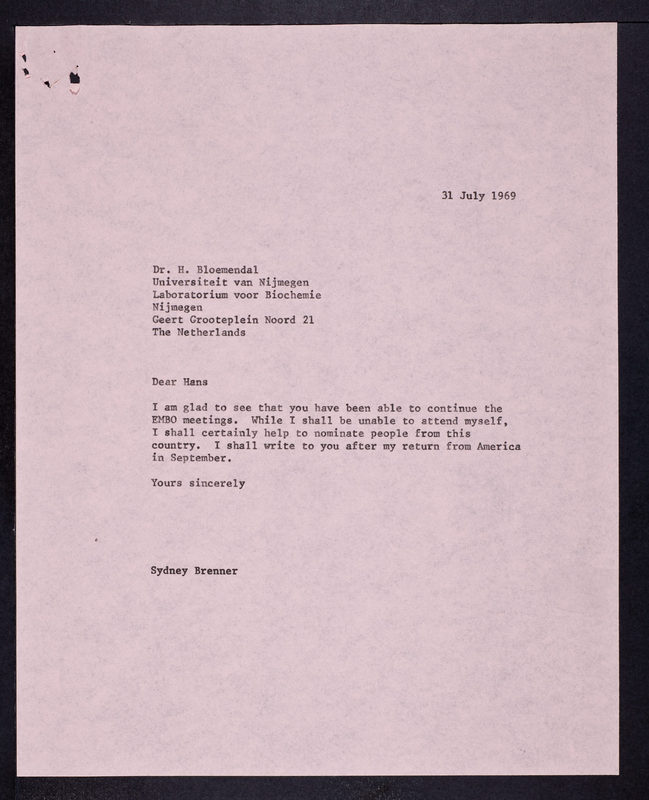 31 July 1969
Dr. H. Bloemendal
Universiteit van Nijmegen
Laboratorium voor Biochemie
Nijmegen
Geert Grooteplein Noord 21
The Netherlands
Dear Hans
I am glad to see that you have been able to continue the
EMBO meetings. While I shall be unable to attend myself,
I shall certainly help to nominate people from this
country. I shall write to you after my return from America
in September.
Yours sincerely
Sydney Brenner